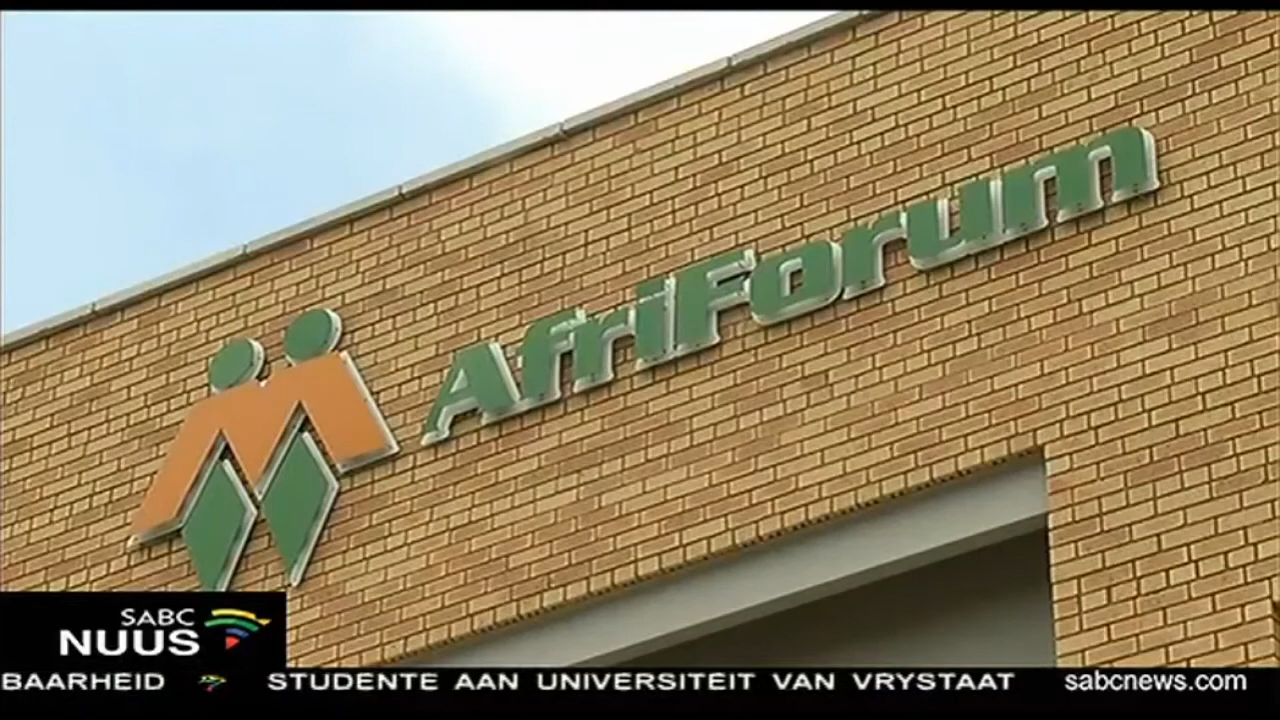 AfriForum
SABC
NUUS
BAARHEID STUDENTE AAN UNIVERSITEIT VAN VRYSTAAT sabcnews.com